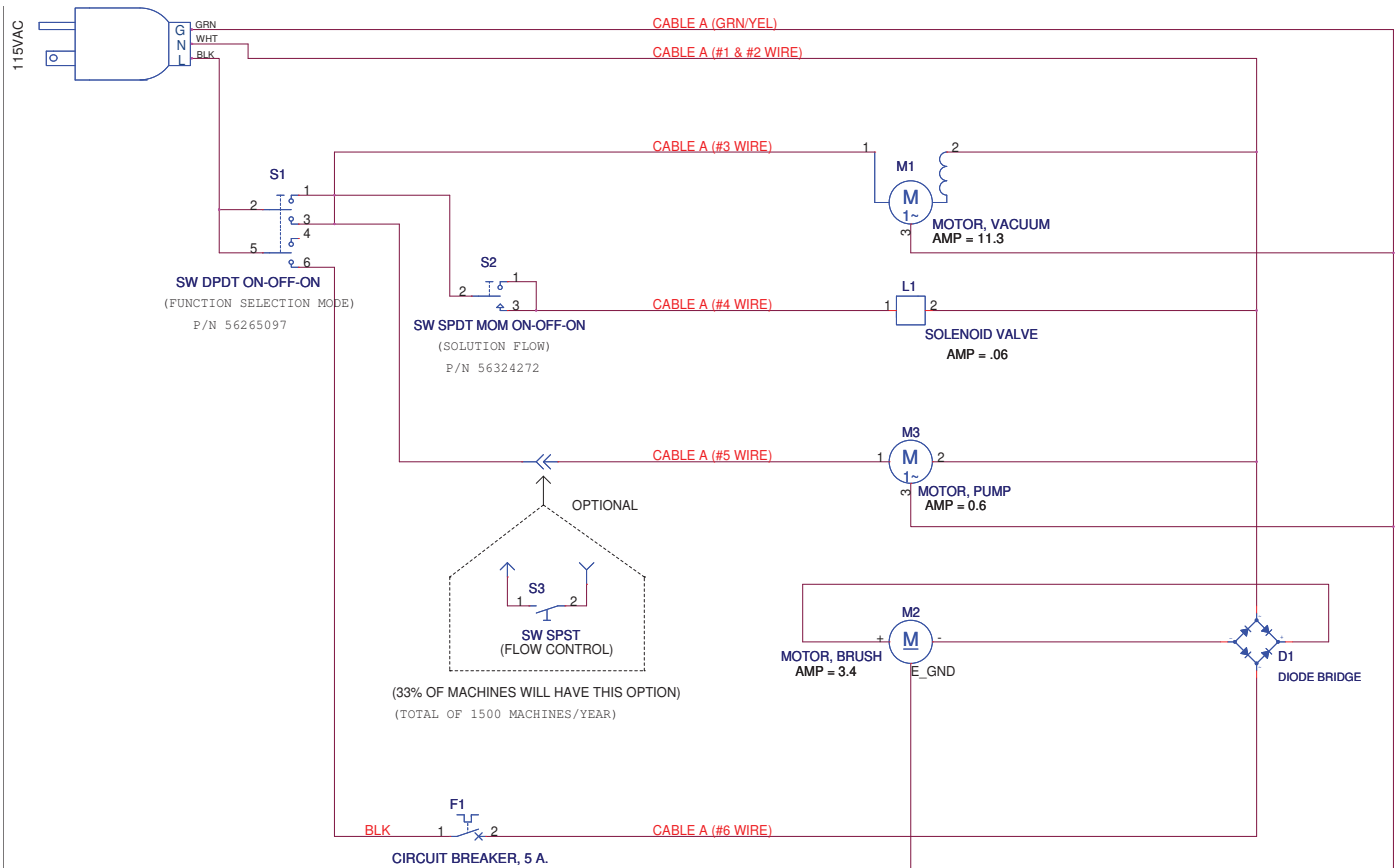 115VAC
G GRN
N WHT
L BLK
CABLE A (GRN/YEL)
CABLE A (#1 & #2 WIRE)
CABLE A (#3 WIRE)
1
2
M1
M
1~
3
MOTOR, VACUUM
AMP = 11.3
S1
1
2
3
4
5
6
SW DPDT ON-OFF-ON
(FUNCTION SELECTION MODE)
P/N 56265097
S2
1
2
3
SW SPDT MOM ON-OFF-ON
(SOLUTION FLOW)
P/N 56324272
CABLE A (#4 WIRE)
L1
1
2
SOLENOID VALVE
AMP = .06
CABLE A (#5 WIRE)
M3
1
M
2
1~
3
MOTOR, PUMP
AMP = 0.6
OPTIONAL
S3
1
2
SW SPST
(FLOW CONTROL)
(33% OF MACHINES WILL HAVE THIS OPTION)
(TOTAL OF 1500 MACHINES/YEAR)
M2
+
M
-
MOTOR, BRUSH
AMP = 3.4
E_GND
D1
DIODE BRIDGE
F1
BLK
1
2
CABLE A (#6 WIRE)
CIRCUIT BREAKER, 5 A.